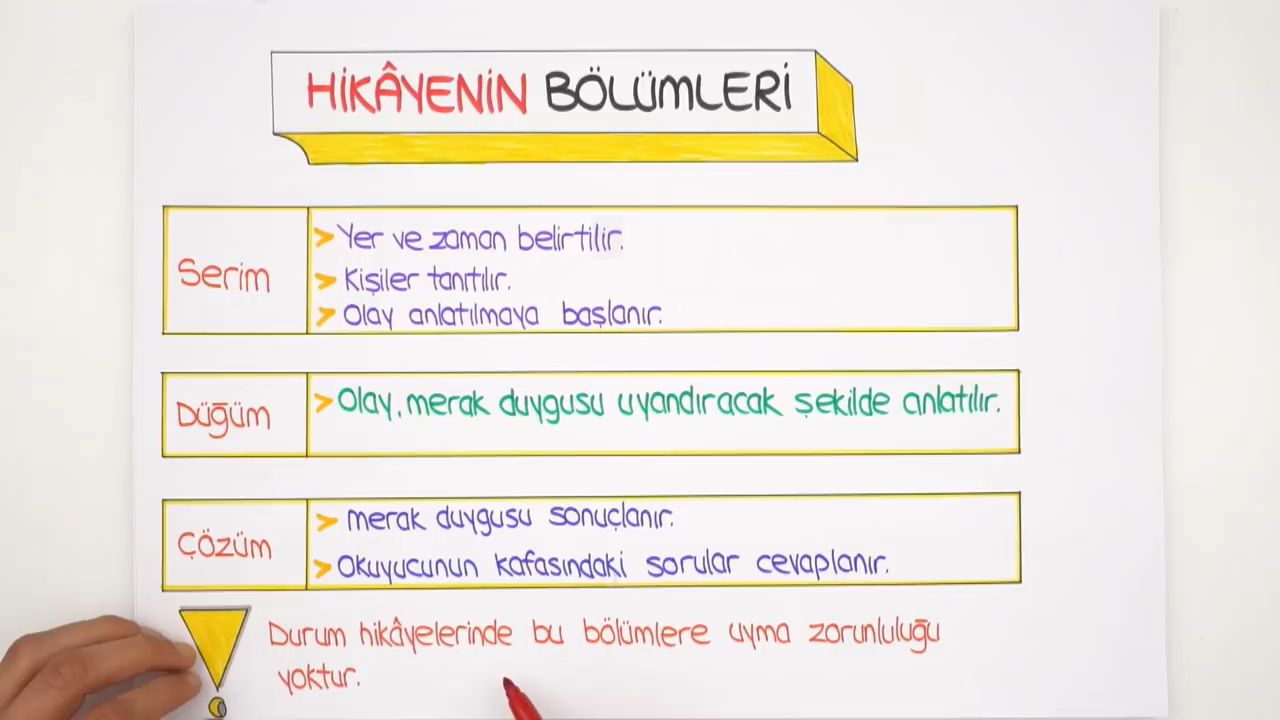 HİKÂYENİN BÖLÜMLERİ
Serim
Yer ve zaman belirtilir.
Kişiler tanıtılır.
Olay anlatılmaya başlanır.
Düğüm
Olay, merak duygusu uyandıracak şekilde anlatılır.
Çözüm
merak duygusu sonuçlanır.
Okuyucunun kafasındaki sorular cevaplanır.
Durum hikâyelerinde bu bölümlere uyma zorunluluğu
yoktur.